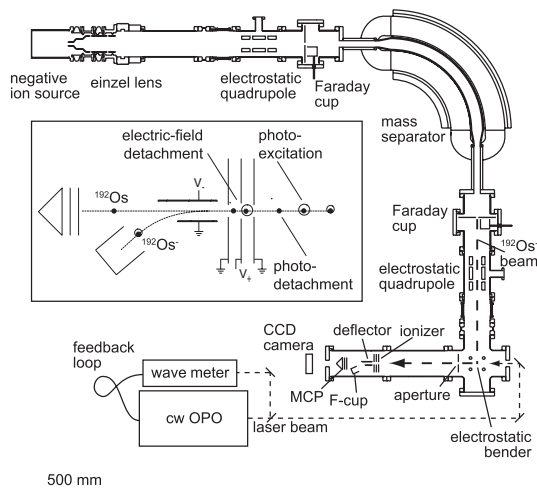 negative
ion source
einzel lens
electrostatic
quadrupole
Faraday
cup
mass
separator
electric-field
detachment
photo-
excitation
V-
192Os
192Os-
V+
photo-
detachment
Faraday
cup
192Os-
beam
electrostatic
quadrupole
CCD
camera
deflector
ionizer
MCP
F-cup
aperture
electrostatic
bender
feedback
loop
wave meter
cw OPO
laser beam
500 mm